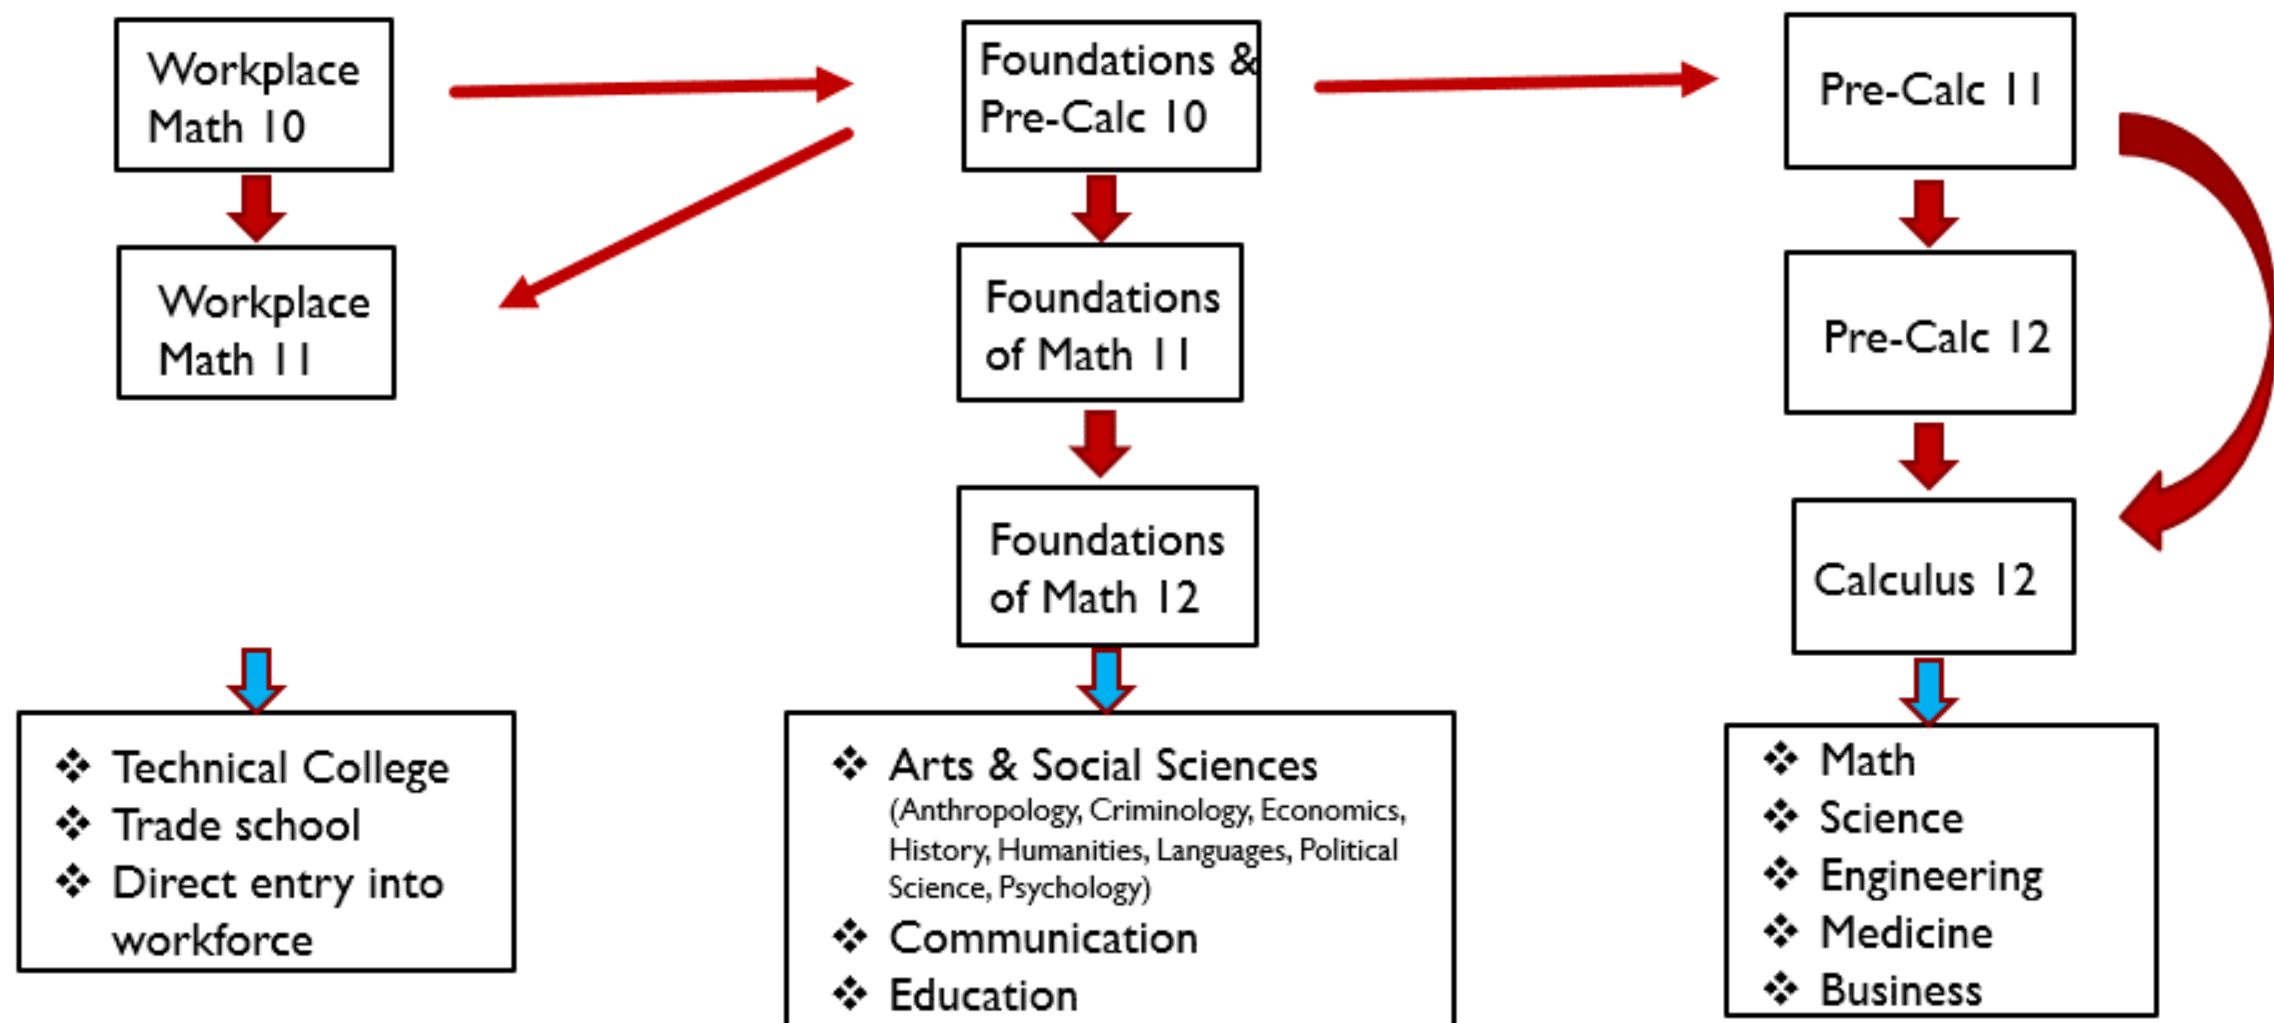 Workplace
Math 10
Foundations &
Pre-Calc 10
Pre-Calc 11
Workplace
Math 11
Foundations
of Math 11
Pre-Calc 12
Foundations
of Math 12
Calculus 12
❖ Technical College
❖ Trade school
❖ Direct entry into
workforce
❖ Arts & Social Sciences
(Anthropology, Criminology, Economics,
History, Humanities, Languages, Political
Science, Psychology)
❖ Communication
❖ Education
❖ Math
❖ Science
❖ Engineering
❖ Medicine
❖ Business